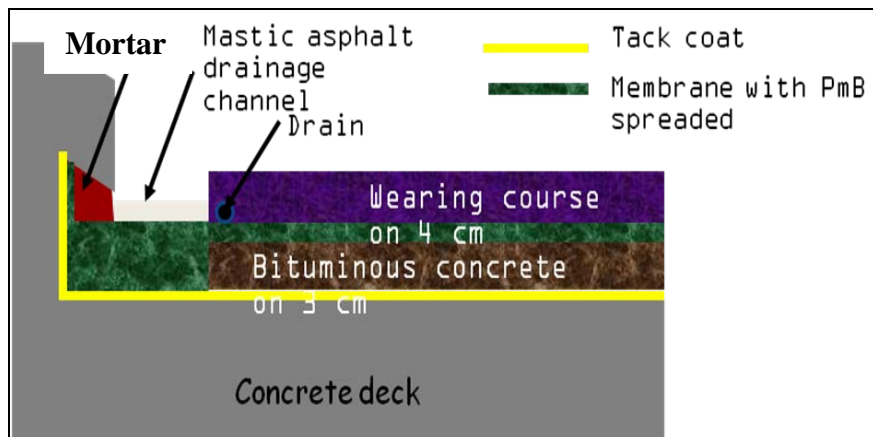 Mortar
Mastic asphalt
drainage
channel
Drain
Tack coat
Membrane with PmB
spreaded
Wearing course
on 4 cm
Bituminous concrete
on 3 cm
Concrete deck